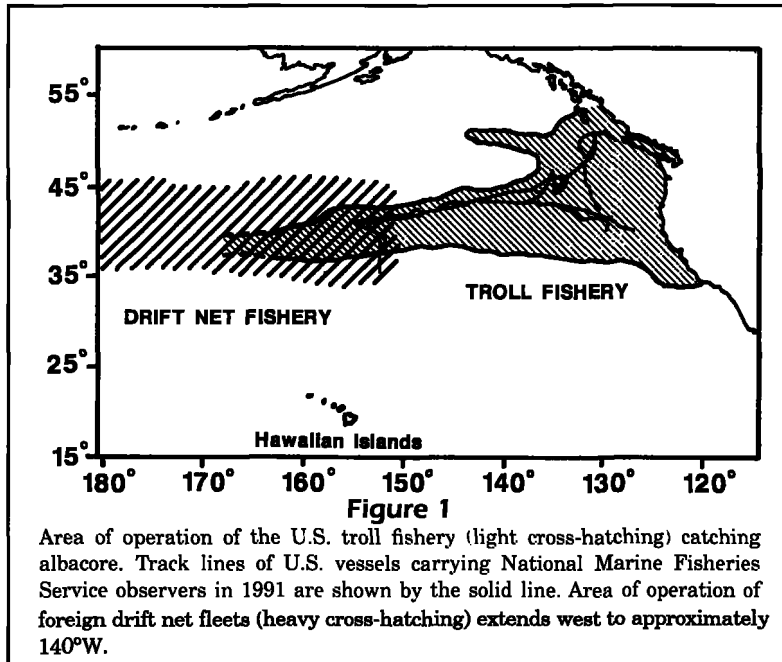 55°
45°
35°
25°
15°
TROLL FISHERY
DRIFT NET FISHERY
Hawaiian Islands
180° 170° 160° 150° 140° 130° 120°
Figure 1
Area of operation of the U.S. troll fishery (light cross-hatching) catching
albacore. Track lines of U.S. vessels carrying National Marine Fisheries
Service observers in 1991 are shown by the solid line. Area of operation of
foreign drift net fleets (heavy cross-hatching) extends west to approximately
140°W.